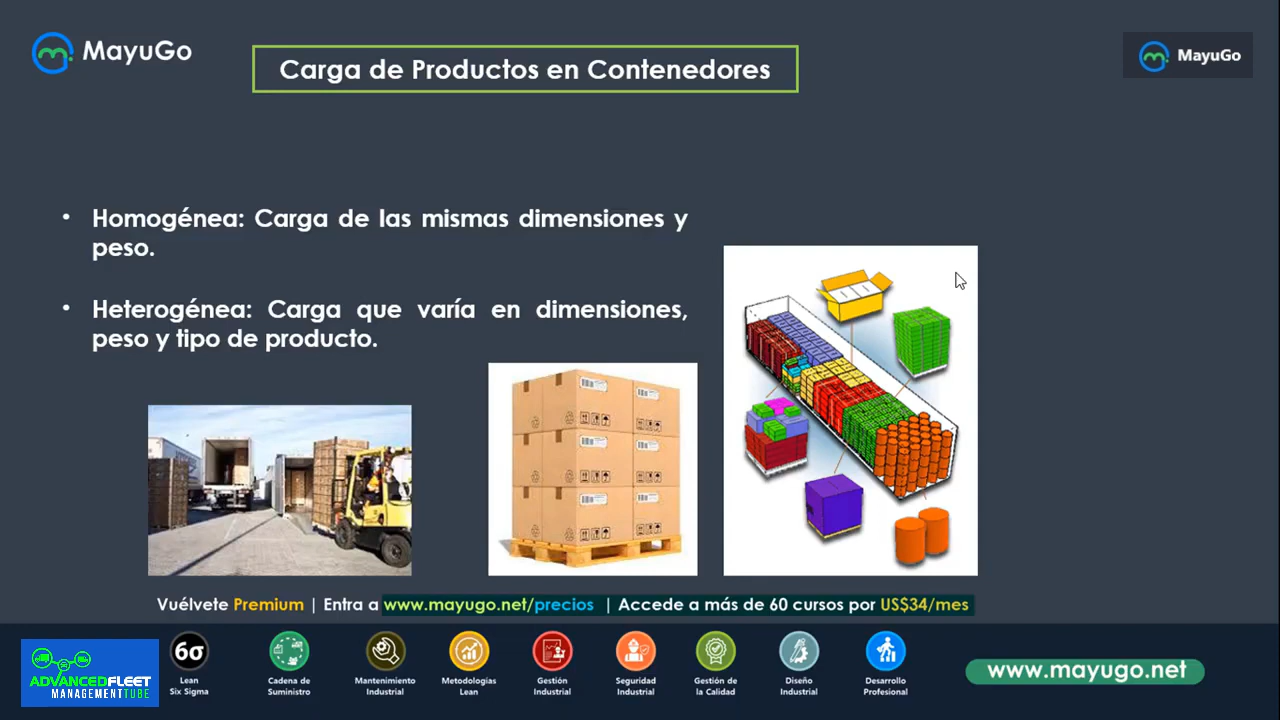 MayuGo
Carga de Productos en Contenedores
MayuGo
• Homogénea: Carga de las mismas dimensiones y
peso.
• Heterogénea: Carga que varía en dimensiones,
peso y tipo de producto.
Vuélvete Premium | Entra a www.mayugo.net/precios | Accede a más de 60 cursos por US$34/mes
ADVANCEDFLEET
MANAGEMENTTUBE
6σ
Lean
Six Sigma
Cadena de
Suministro
Mantenimiento
Industrial
Metodologías
Lean
Gestión
Industrial
Seguridad
Industrial
Gestión de
la Calidad
Diseño
Industrial
Desarrollo
Profesional
www.mayugo.net